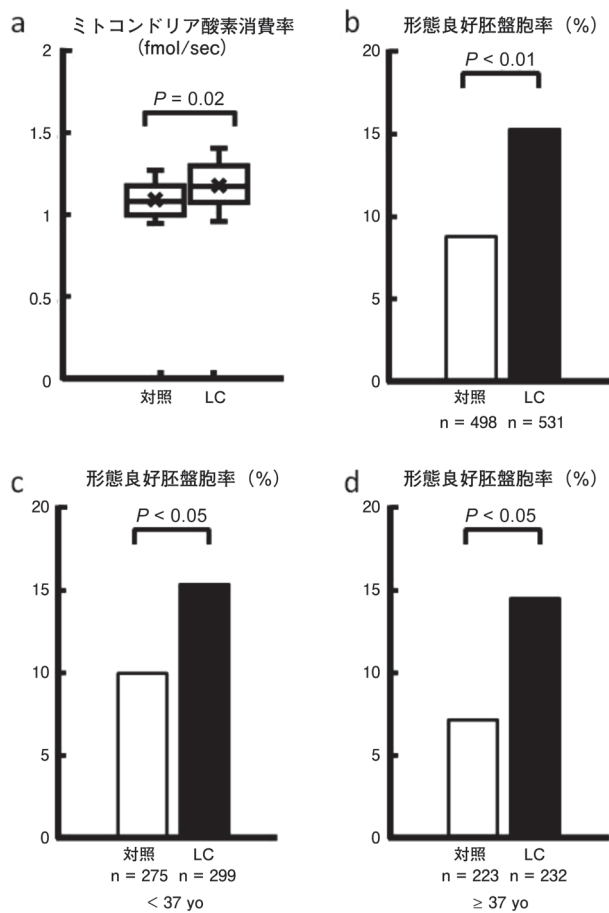 a
ミトコンドリア酸素消費率
(fmol/sec)
2
1.5
1
0.5
0
P = 0.02
対照 LC
b
形態良好胚盤胞率（%）
20
15
10
5
0
P < 0.01
対照 LC
n = 498 n = 531
c
形態良好胚盤胞率（%）
20
15
10
5
0
P < 0.05
対照 LC
n = 275 n = 299
< 37 yo
d
形態良好胚盤胞率（%）
20
15
10
5
0
P < 0.05
対照 LC
n = 223 n = 232
≥ 37 yo